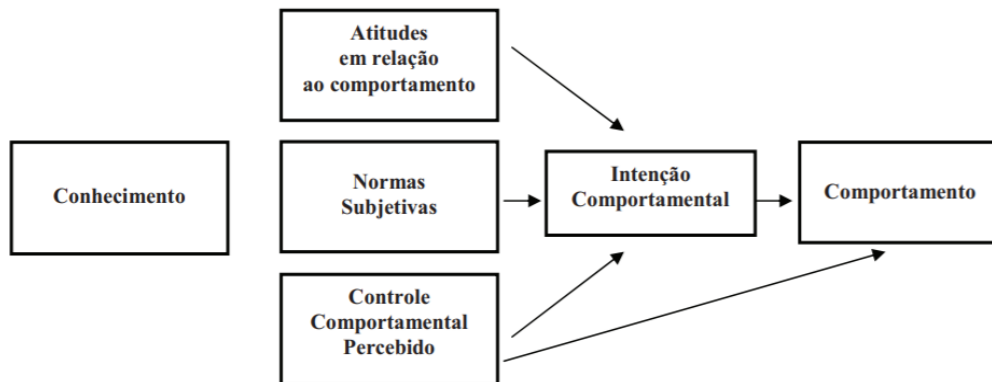 Atitudes
em relação
ao comportamento
Conhecimento
Normas
Subjetivas
Intenção
Comportamental
Comportamento
Controle
Comportamental
Percebido